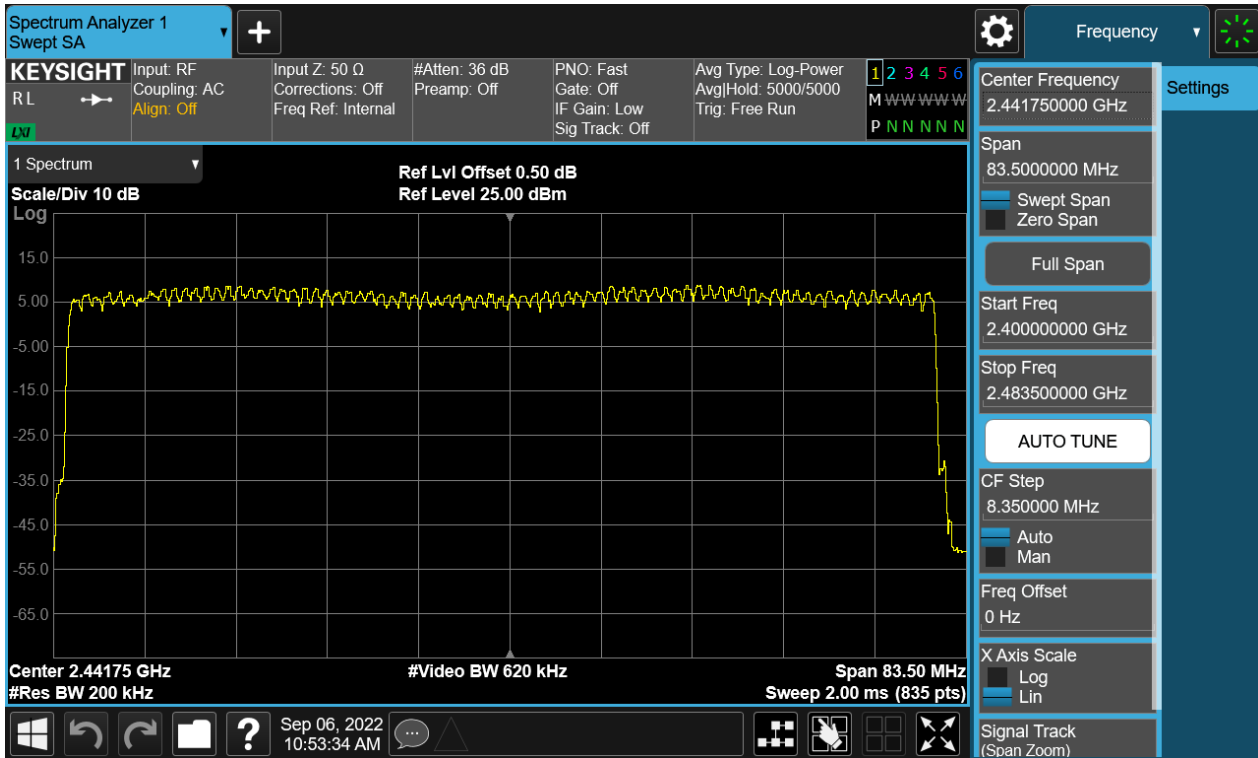 Spectrum Analyzer 1
Swept SA
+
Frequency
KEYSIGHT
R L
LXI
Input: RF
Coupling: AC
Align: Off
Input Z: 50 Ω
Corrections: Off
Freq Ref: Internal
#Atten: 36 dB
Preamp: Off
PNO: Fast
Gate: Off
IF Gain: Low
Sig Track: Off
Avg Type: Log-Power
Avg|Hold: 5000/5000
Trig: Free Run
1 2 3 4 5 6
M W W W W W
P N N N N N
1 Spectrum
Scale/Div 10 dB
Log
Ref Lvl Offset 0.50 dB
Ref Level 25.00 dBm
15.0
5.00
-5.00
-15.0
-25.0
-35.0
-45.0
-55.0
-65.0
Center 2.44175 GHz
#Res BW 200 kHz
#Video BW 620 kHz
Span 83.50 MHz
Sweep 2.00 ms (835 pts)
?
Sep 06, 2022
10:53:34 AM
Center Frequency
2.441750000 GHz
Span
83.5000000 MHz
Swept Span
Zero Span
Full Span
Start Freq
2.400000000 GHz
Stop Freq
2.483500000 GHz
AUTO TUNE
CF Step
8.350000 MHz
Auto
Man
Freq Offset
0 Hz
X Axis Scale
Log
Lin
Signal Track
(Span Zoom)
Settings